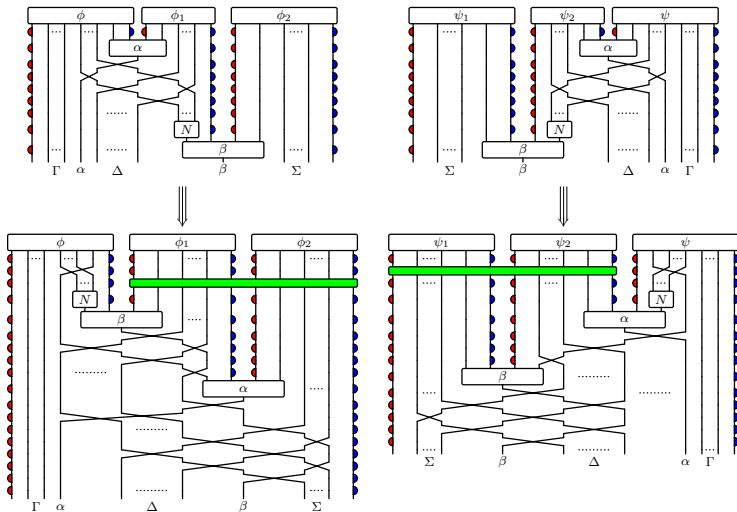 ϕ ϕ₁ ϕ₂ ψ₁ ψ₂ ψ
α α
N N
β β
Γ α Δ β Σ Σ β Δ α Γ
ϕ ϕ₁ ϕ₂ ψ₁ ψ₂ ψ
N N
β α
β
α
Σ β Δ α Γ
Γ α Δ β Σ